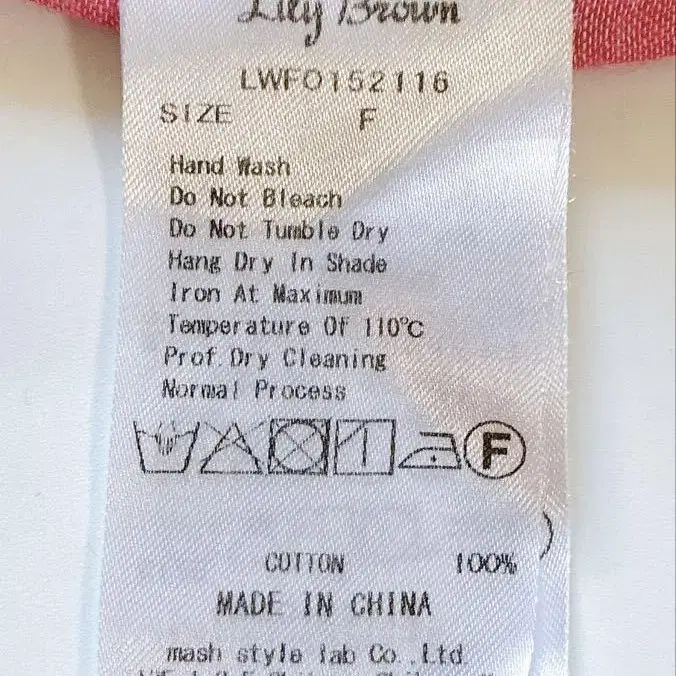 Lily Brown
LWFO152116
SIZE F
Hand Wash
Do Not Bleach
Do Not Tumble Dry
Hang Dry In Shade
Iron At Maximum
Temperature Of 110℃
Prof.Dry Cleaning
Normal Process
F
COTTON 100%
MADE IN CHINA
mash style lab Co.,Ltd.